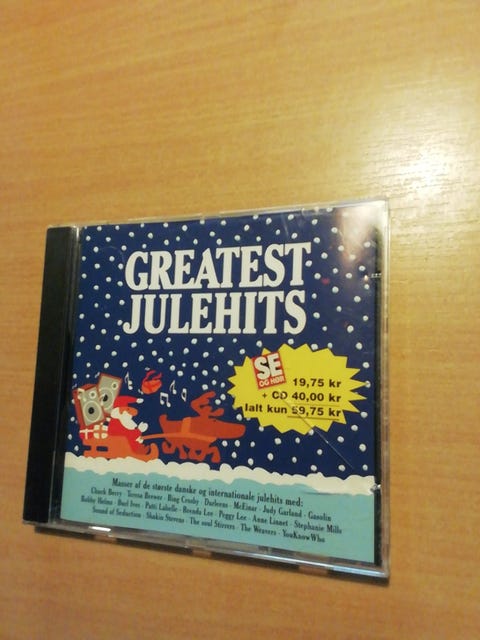 GREATEST
JULEHITS
SE
OG HØR
19,75 kr
+ CD 40,00 kr
Ialt kun 59,75 kr
Masser af de største danske og internationale julehits med:
Chuck Berry · Teresa Brewer · Bing Crosby · Darleens · McEinar · Judy Garland · Gasolin
Bobby Helms · Burl Ives · Patti Labelle · Brenda Lee · Peggy Lee · Anne Linnet · Stephanie Mills
Sound of Seduction · Shakin Stevens · The soul Stirrers · The Weavers · YouKnowWho